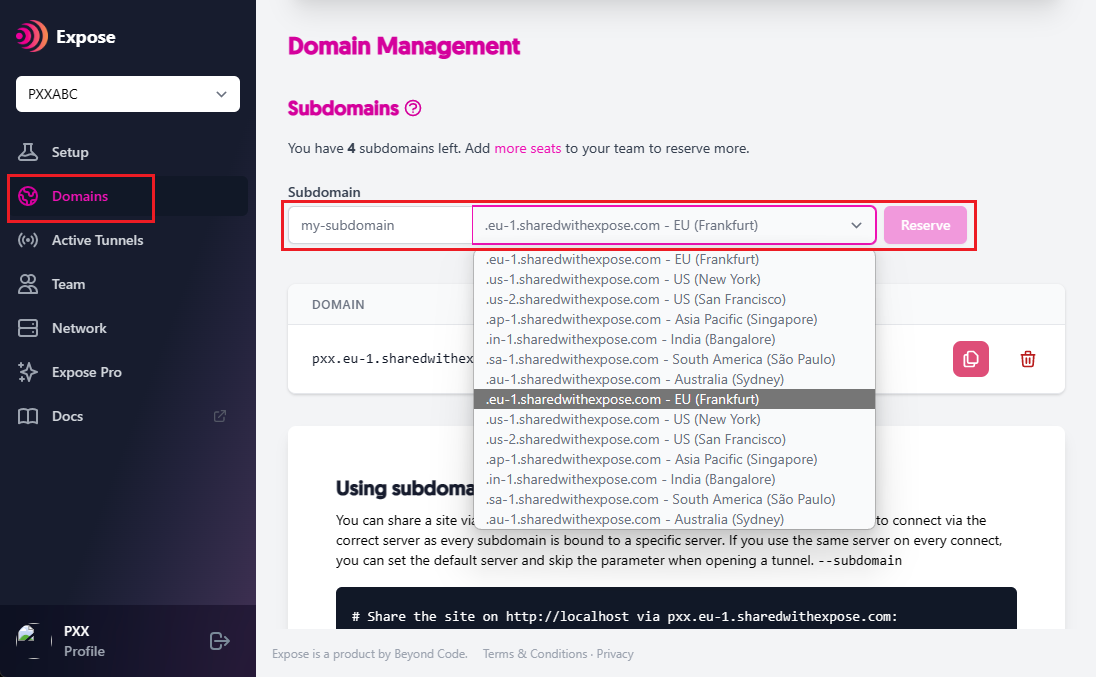 Expose
PXXABC
Setup
Domains
Active Tunnels
Team
Network
Expose Pro
Docs
PXX
Profile
Domain Management
Subdomains
You have 4 subdomains left. Add more seats to your team to reserve more.
Subdomain
my-subdomain
.eu-1.sharedwithexpose.com - EU (Frankfurt)
Reserve
.eu-1.sharedwithexpose.com - EU (Frankfurt)
.us-1.sharedwithexpose.com - US (New York)
.us-2.sharedwithexpose.com - US (San Francisco)
.ap-1.sharedwithexpose.com - Asia Pacific (Singapore)
.in-1.sharedwithexpose.com - India (Bangalore)
.sa-1.sharedwithexpose.com - South America (São Paulo)
.au-1.sharedwithexpose.com - Australia (Sydney)
.eu-1.sharedwithexpose.com - EU (Frankfurt)
.us-1.sharedwithexpose.com - US (New York)
.us-2.sharedwithexpose.com - US (San Francisco)
.ap-1.sharedwithexpose.com - Asia Pacific (Singapore)
.in-1.sharedwithexpose.com - India (Bangalore)
.sa-1.sharedwithexpose.com - South America (São Paulo)
.au-1.sharedwithexpose.com - Australia (Sydney)
DOMAIN
pxx.eu-1.sharedwithex
Using subdoma
You can share a site via to connect via the
correct server as every subdomain is bound to a specific server. If you use the same server on every connect,
you can set the default server and skip the parameter when opening a tunnel. --subdomain
# Share the site on http://localhost via pxx.eu-1.sharedwithexpose.com:
Expose is a product by Beyond Code. Terms & Conditions · Privacy